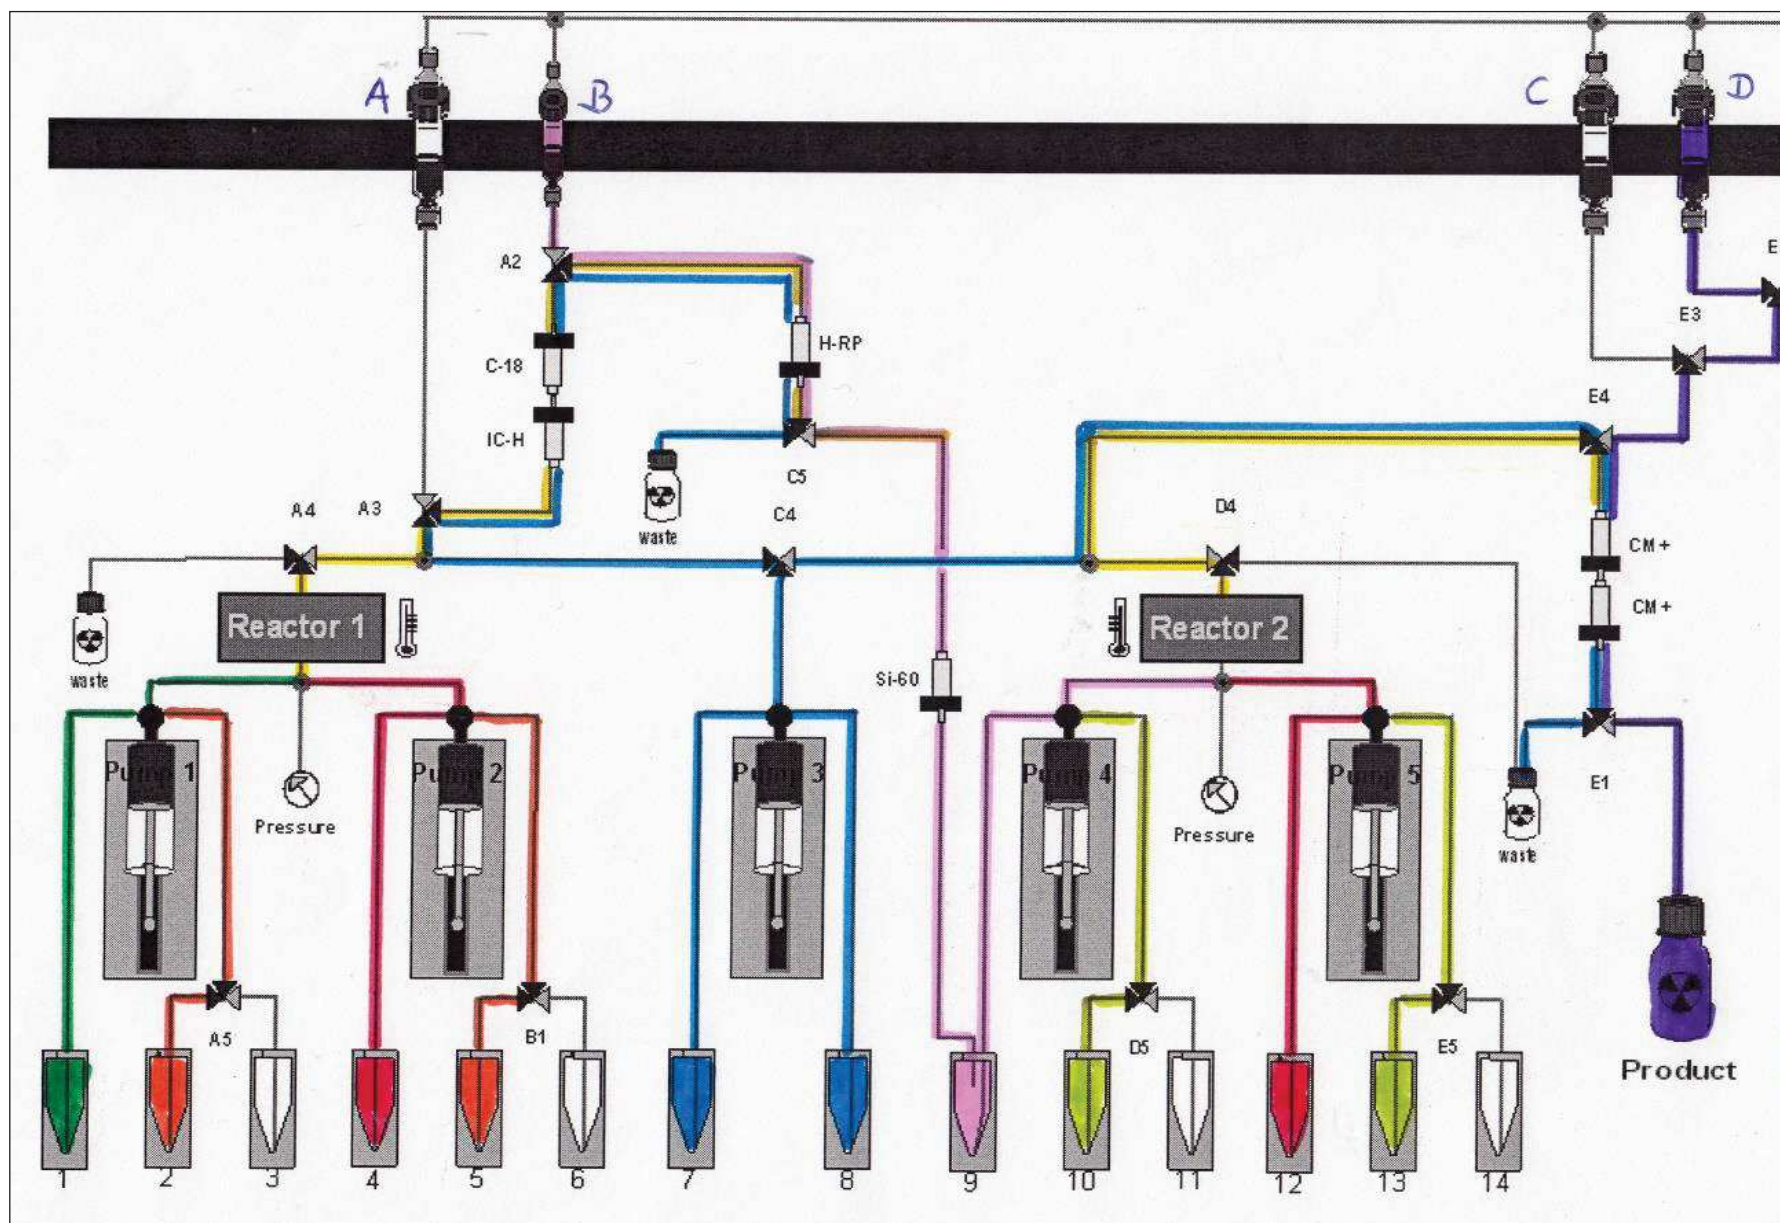 A B C D
A2 E
E3
C-18 H-RP E4
IC-H
C5
A4 A3 waste C4 D4
CM +
Reactor 1 Reactor 2 CM +
waste Si-60
Pump 1 Pump 2 Pump 3 Pump 4 Pump 5
E1
Pressure Pressure waste
A5 B1 D5 E5
Product
1 2 3 4 5 6 7 8 9 10 11 12 13 14